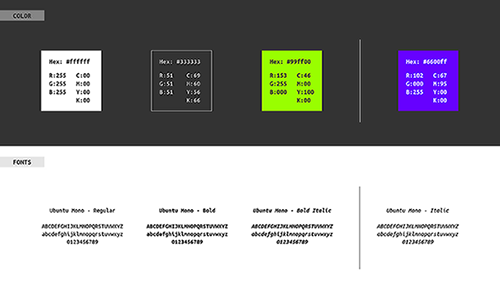 COLOR
Hex: #ffffff
R:255 C:00
G:255 M:00
B:255 Y:00
K:00
Hex: #333333
R:51 C:69
G:51 M:60
B:51 Y:56
K:66
Hex: #99ff00
R:153 C:46
G:255 M:00
B:000 Y:100
K:00
Hex: #6600ff
R:102 C:67
G:000 M:95
B:255 Y:00
K:00
FONTS
Ubuntu Mono - Regular
ABCDEFGHIJKLMNOPQRSTUVWXYZ
abcdefghijklmnopqrstuvwxyz
0123456789
Ubuntu Mono - Bold
ABCDEFGHIJKLMNOPQRSTUVWXYZ
abcdefghijklmnopqrstuvwxyz
0123456789
Ubuntu Mono - Bold Italic
ABCDEFGHIJKLMNOPQRSTUVWXYZ
abcdefghijklmnopqrstuvwxyz
0123456789
Ubuntu Mono - Italic
ABCDEFGHIJKLMNOPQRSTUVWXYZ
abcdefghijklmnopqrstuvwxyz
0123456789